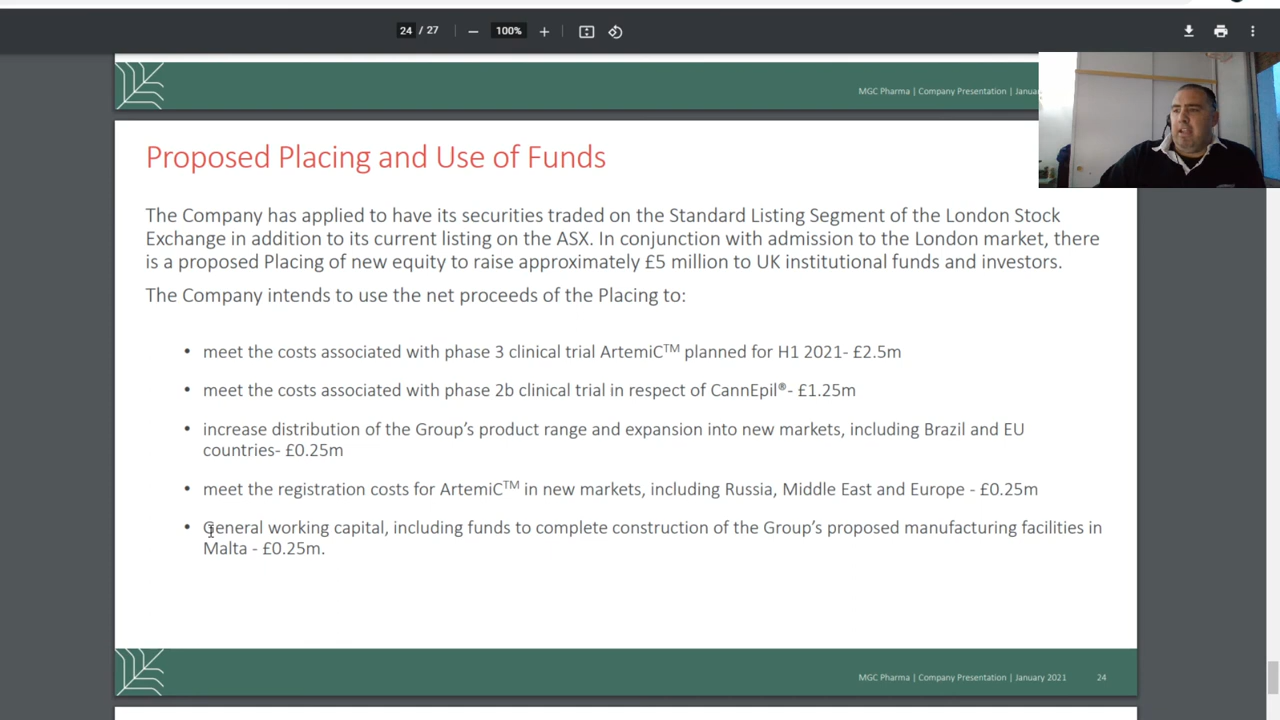 24 / 27
100%
MGC Pharma | Company Presentation | Janua
Proposed Placing and Use of Funds
The Company has applied to have its securities traded on the Standard Listing Segment of the London Stock
Exchange in addition to its current listing on the ASX. In conjunction with admission to the London market, there
is a proposed Placing of new equity to raise approximately £5 million to UK institutional funds and investors.
The Company intends to use the net proceeds of the Placing to:
• meet the costs associated with phase 3 clinical trial ArtemiC™ planned for H1 2021- £2.5m
• meet the costs associated with phase 2b clinical trial in respect of CannEpil®- £1.25m
• increase distribution of the Group's product range and expansion into new markets, including Brazil and EU
countries- £0.25m
• meet the registration costs for ArtemiC™ in new markets, including Russia, Middle East and Europe - £0.25m
• General working capital, including funds to complete construction of the Group's proposed manufacturing facilities in
Malta - £0.25m.
MGC Pharma | Company Presentation | January 2021 24